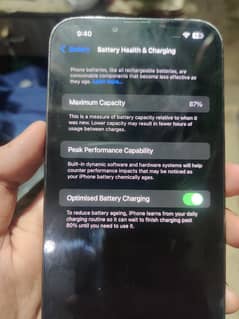 9:40
Battery
Battery Health & Charging
Phone batteries, like all rechargeable batteries, are
consumable components that become less effective as
they age. Learn more...
Maximum Capacity 87%
This is a measure of battery capacity relative to when it
was new. Lower capacity may result in fewer hours of
usage between charges.
Peak Performance Capability
Built-in dynamic software and hardware systems will help
counter performance impacts that may be noticed as
your iPhone battery chemically ages.
Optimised Battery Charging
To reduce battery ageing, iPhone learns from your daily
charging routine so it can wait to finish charging past
80% until you need to use it.